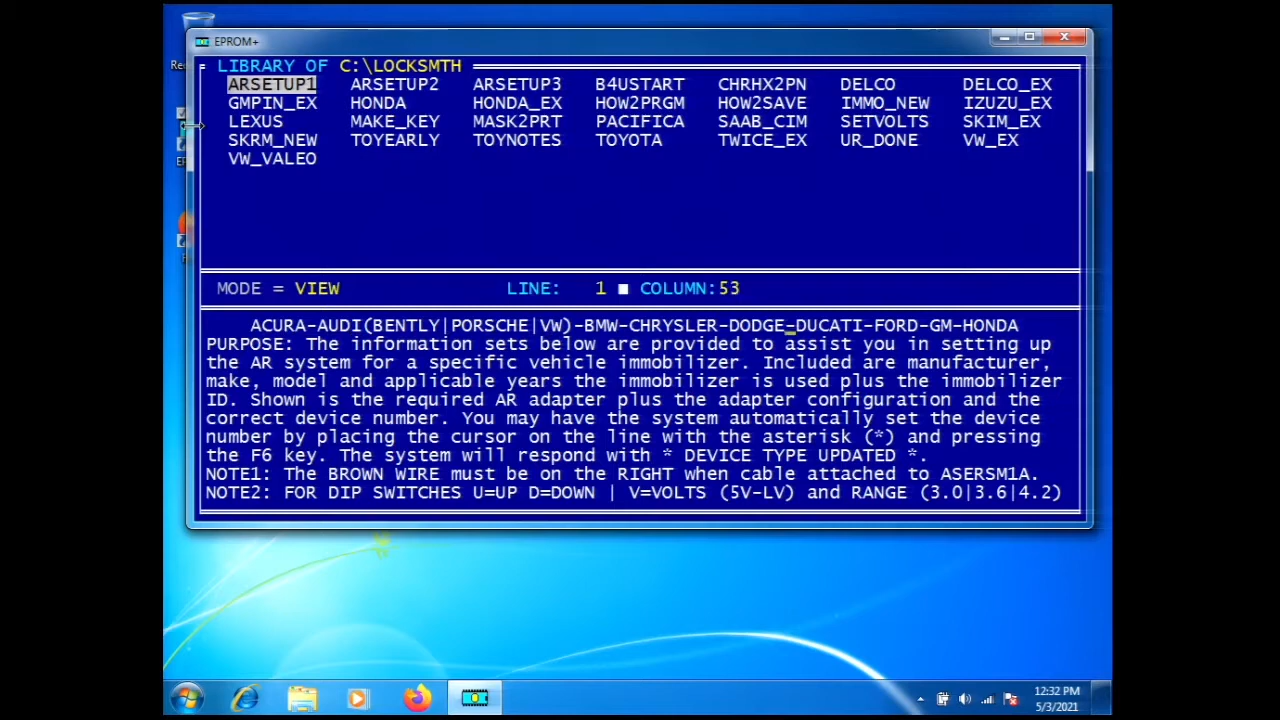 EPROM+
LIBRARY OF C:\LOCKSMTH
ARSETUP1 ARSETUP2 ARSETUP3 B4USTART CHRHX2PN DELCO DELCO_EX
GMPIN_EX HONDA HONDA_EX HOW2PRGM HOW2SAVE IMMO_NEW IZUZU_EX
LEXUS MAKE_KEY MASK2PRT PACIFICA SAAB_CIM SETVOLTS SKIM_EX
SKRM_NEW TOYEARLY TOYNOTES TOYOTA TWICE_EX UR_DONE VW_EX
VW_VALEO
MODE = VIEW LINE: 1 ■ COLUMN:53
ACURA-AUDI(BENTLY|PORSCHE|VW)-BMW-CHRYSLER-DODGE_DUCATI-FORD-GM-HONDA
PURPOSE: The information sets below are provided to assist you in setting up
the AR system for a specific vehicle immobilizer. Included are manufacturer,
make, model and applicable years the immobilizer is used plus the immobilizer
ID. Shown is the required AR adapter plus the adapter configuration and the
correct device number. You may have the system automatically set the device
number by placing the cursor on the line with the asterisk (*) and pressing
the F6 key. The system will respond with * DEVICE TYPE UPDATED *.
NOTE1: The BROWN WIRE must be on the RIGHT when cable attached to ASERSM1A.
NOTE2: FOR DIP SWITCHES U=UP D=DOWN | V=VOLTS (5V-LV) and RANGE (3.0|3.6|4.2)
12:32 PM
5/3/2021